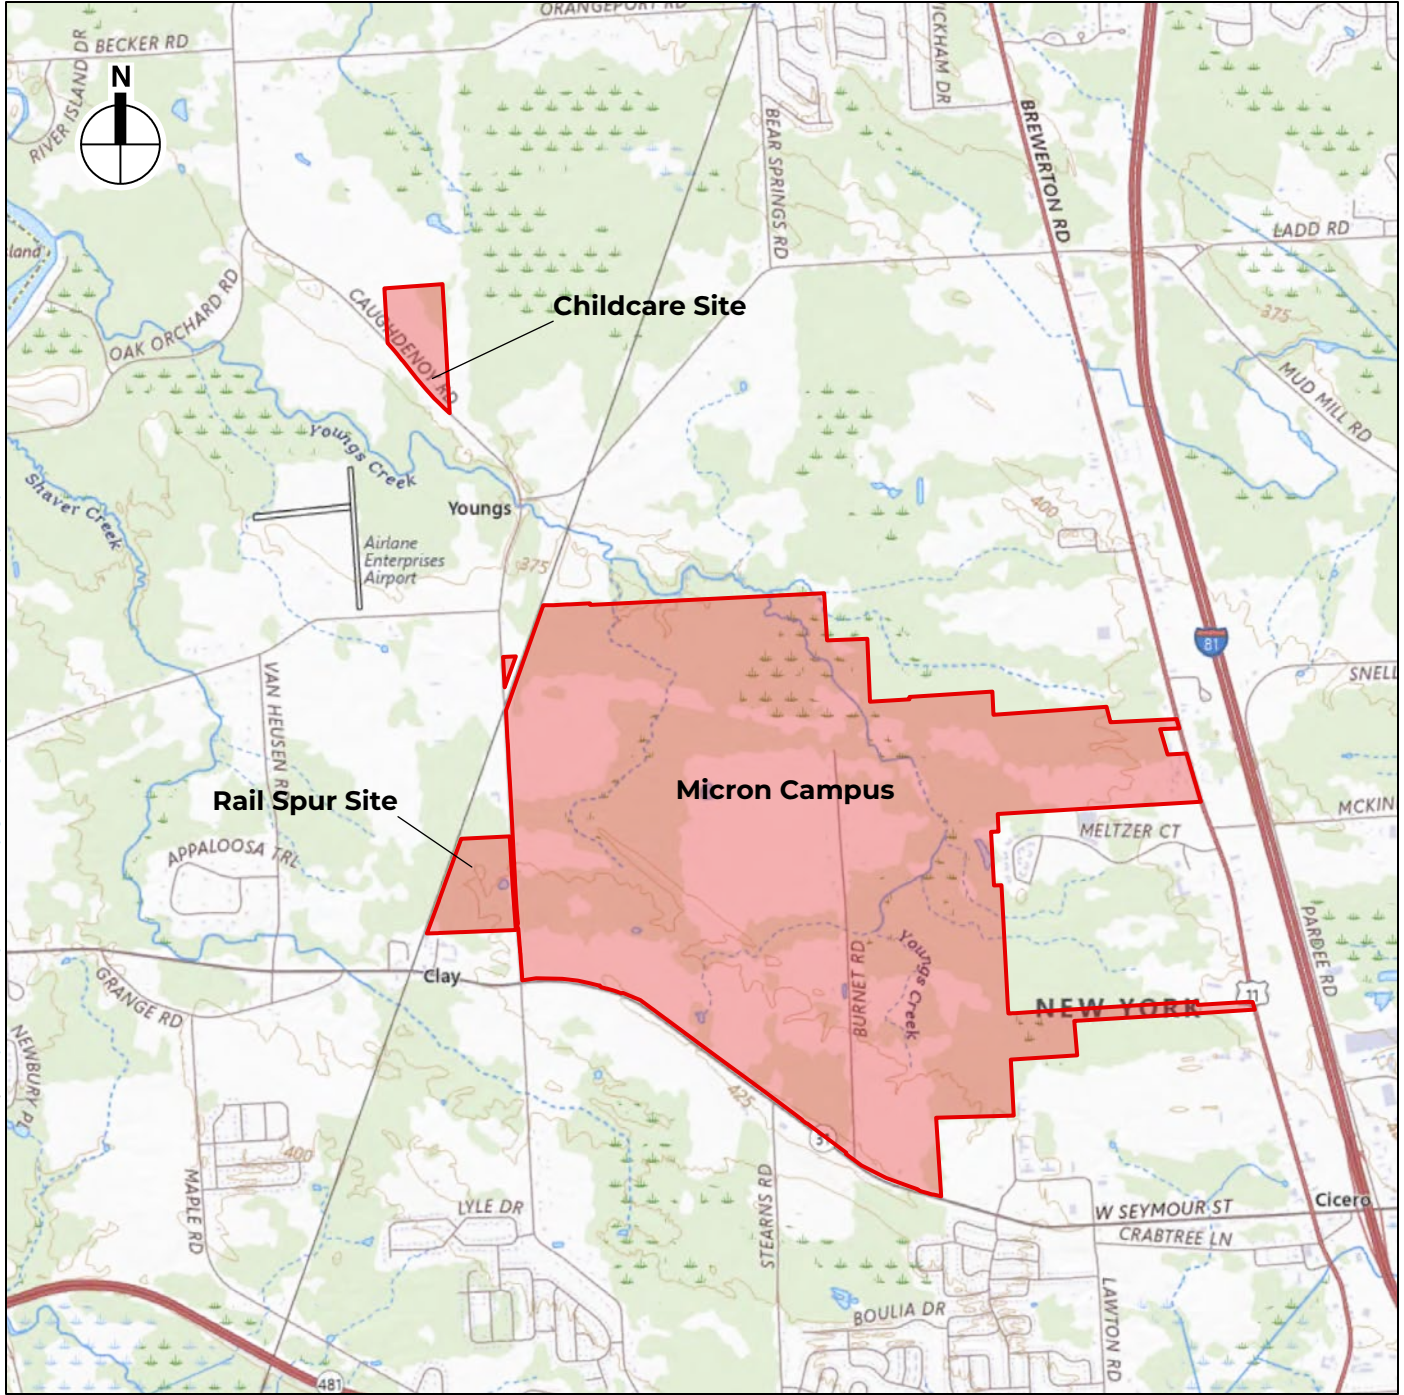 ORANGEPORT RD
BECKER RD
RIVER ISLAND DR
N
WICKHAM DR
BREWERTON RD
BEAR SPRINGS RD
LADD RD
OAK ORCHARD RD
CAUGHDENOY RD
Childcare Site
375
MUD MILL RD
Youngs Creek
Shaver Creek
Youngs
400
Airlane
Enterprises
Airport
375
81
SNELL
VAN HEUSEN RD
Micron Campus
Rail Spur Site
MCKIN
MELTZER CT
APPALOOSA TRL
PARDEE RD
Youngs Creek
BURNET RD
Clay
GRANGE RD
11
NEW YORK
NEWBURY PL
425
31
400
MAPLE RD
LYLE DR
STEARNS RD
Cicero
W SEYMOUR ST
CRABTREE LN
LAWTON RD
BOULIA DR
481